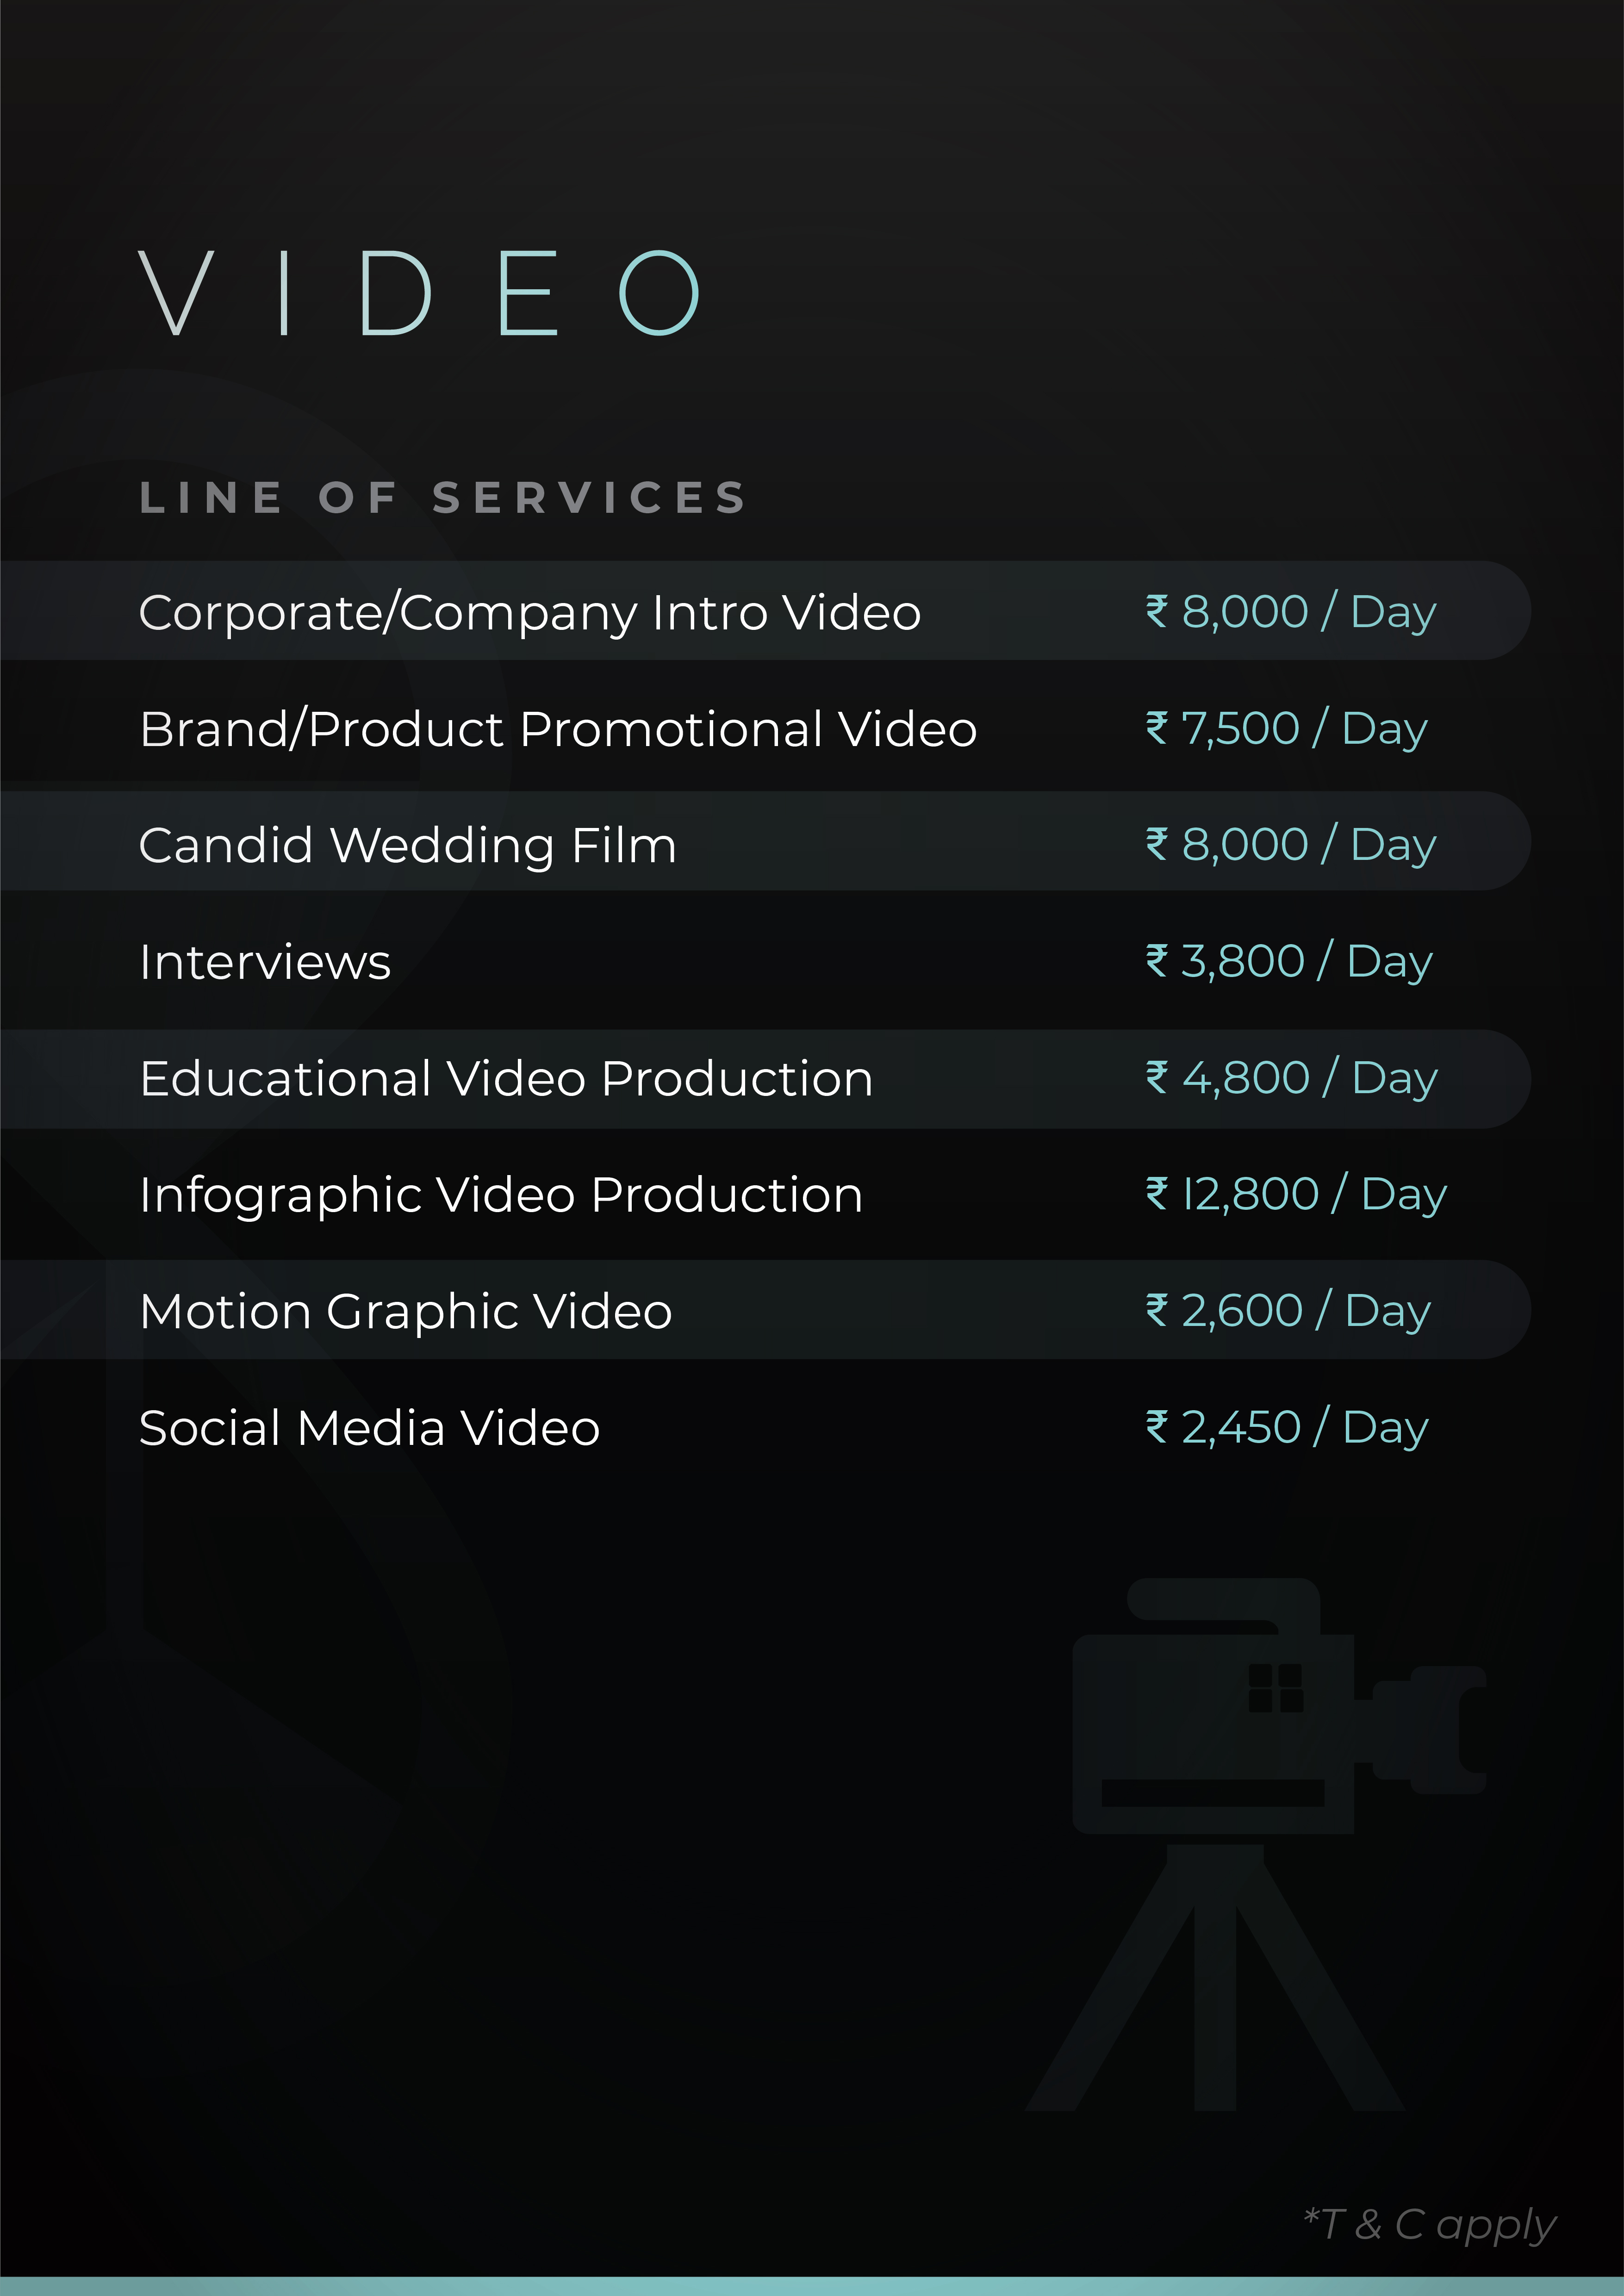 VIDEO
LINE OF SERVICES
Corporate/Company Intro Video ₹ 8,000 / Day
Brand/Product Promotional Video ₹ 7,500 / Day
Candid Wedding Film ₹ 8,000 / Day
Interviews ₹ 3,800 / Day
Educational Video Production ₹ 4,800 / Day
Infographic Video Production ₹ 12,800 / Day
Motion Graphic Video ₹ 2,600 / Day
Social Media Video ₹ 2,450 / Day
*T & C apply